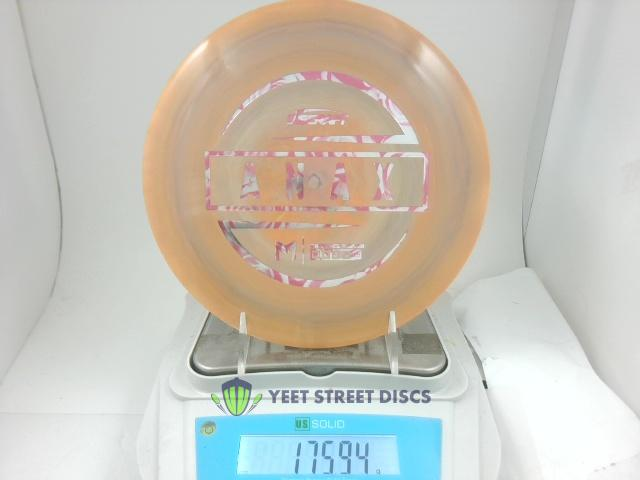 ANAX
YEET STREET DISCS
US SOLID
175.94 g